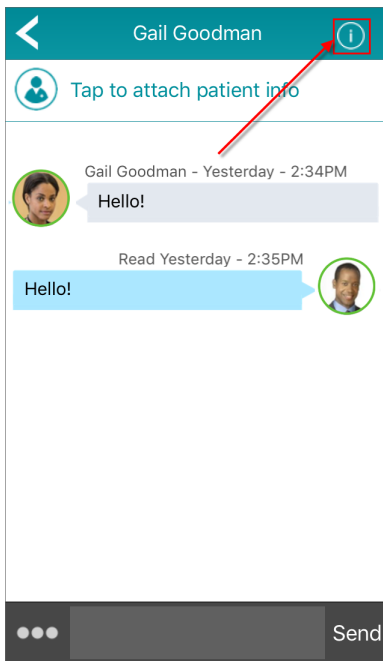 Gail Goodman
Tap to attach patient info
Gail Goodman - Yesterday - 2:34PM
Hello!
Read Yesterday - 2:35PM
Hello!
Send